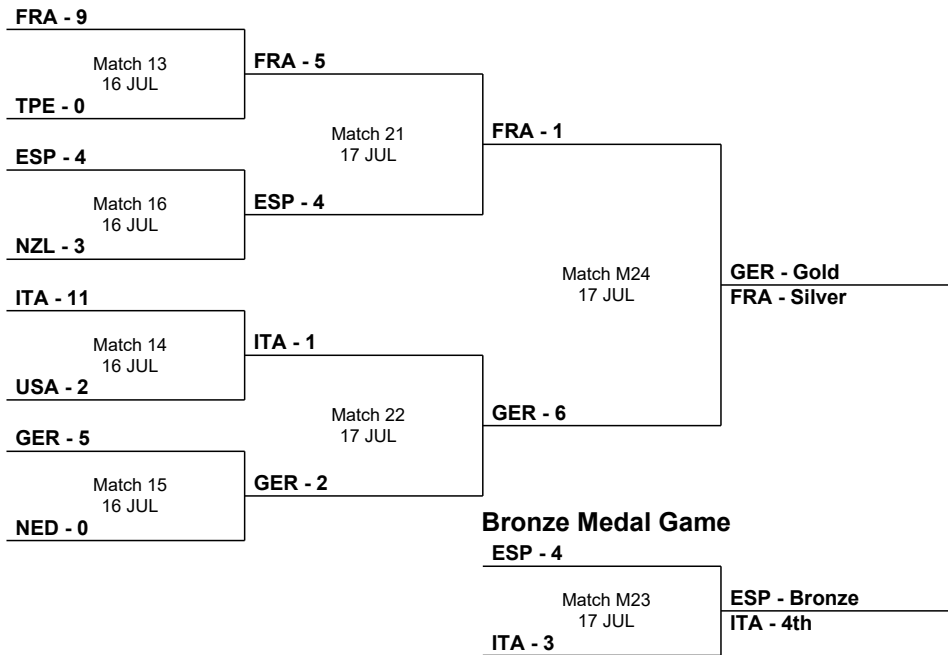 FRA - 9
Match 13
16 JUL
TPE - 0
FRA - 5
ESP - 4
Match 16
16 JUL
NZL - 3
Match 21
17 JUL
ESP - 4
FRA - 1
ITA - 11
Match 14
16 JUL
USA - 2
ITA - 1
GER - 5
Match 15
16 JUL
NED - 0
Match 22
17 JUL
GER - 2
GER - 6
Match M24
17 JUL
GER - Gold
FRA - Silver
Bronze Medal Game
ESP - 4
Match M23
17 JUL
ITA - 3
ESP - Bronze
ITA - 4th